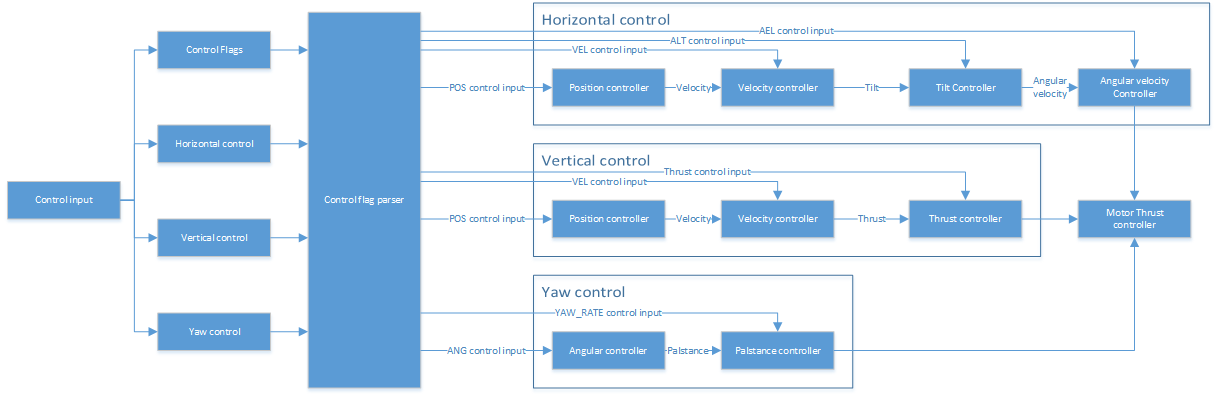 Horizontal control
AEL control input
ALT control input
VEL control input
Control Flags
POS control input
Position controller
Velocity
Velocity controller
Tilt
Tilt Controller
Angular
velocity
Angular velocity
Controller
Horizontal control
Vertical control
Thrust control input
VEL control input
Control input
Control flag parser
POS control input
Position controller
Velocity
Velocity controller
Thrust
Thrust controller
Motor Thrust
controller
Vertical control
Yaw control
YAW_RATE control input
Yaw control
ANG control input
Angular controller
Palstance
Palstance controller